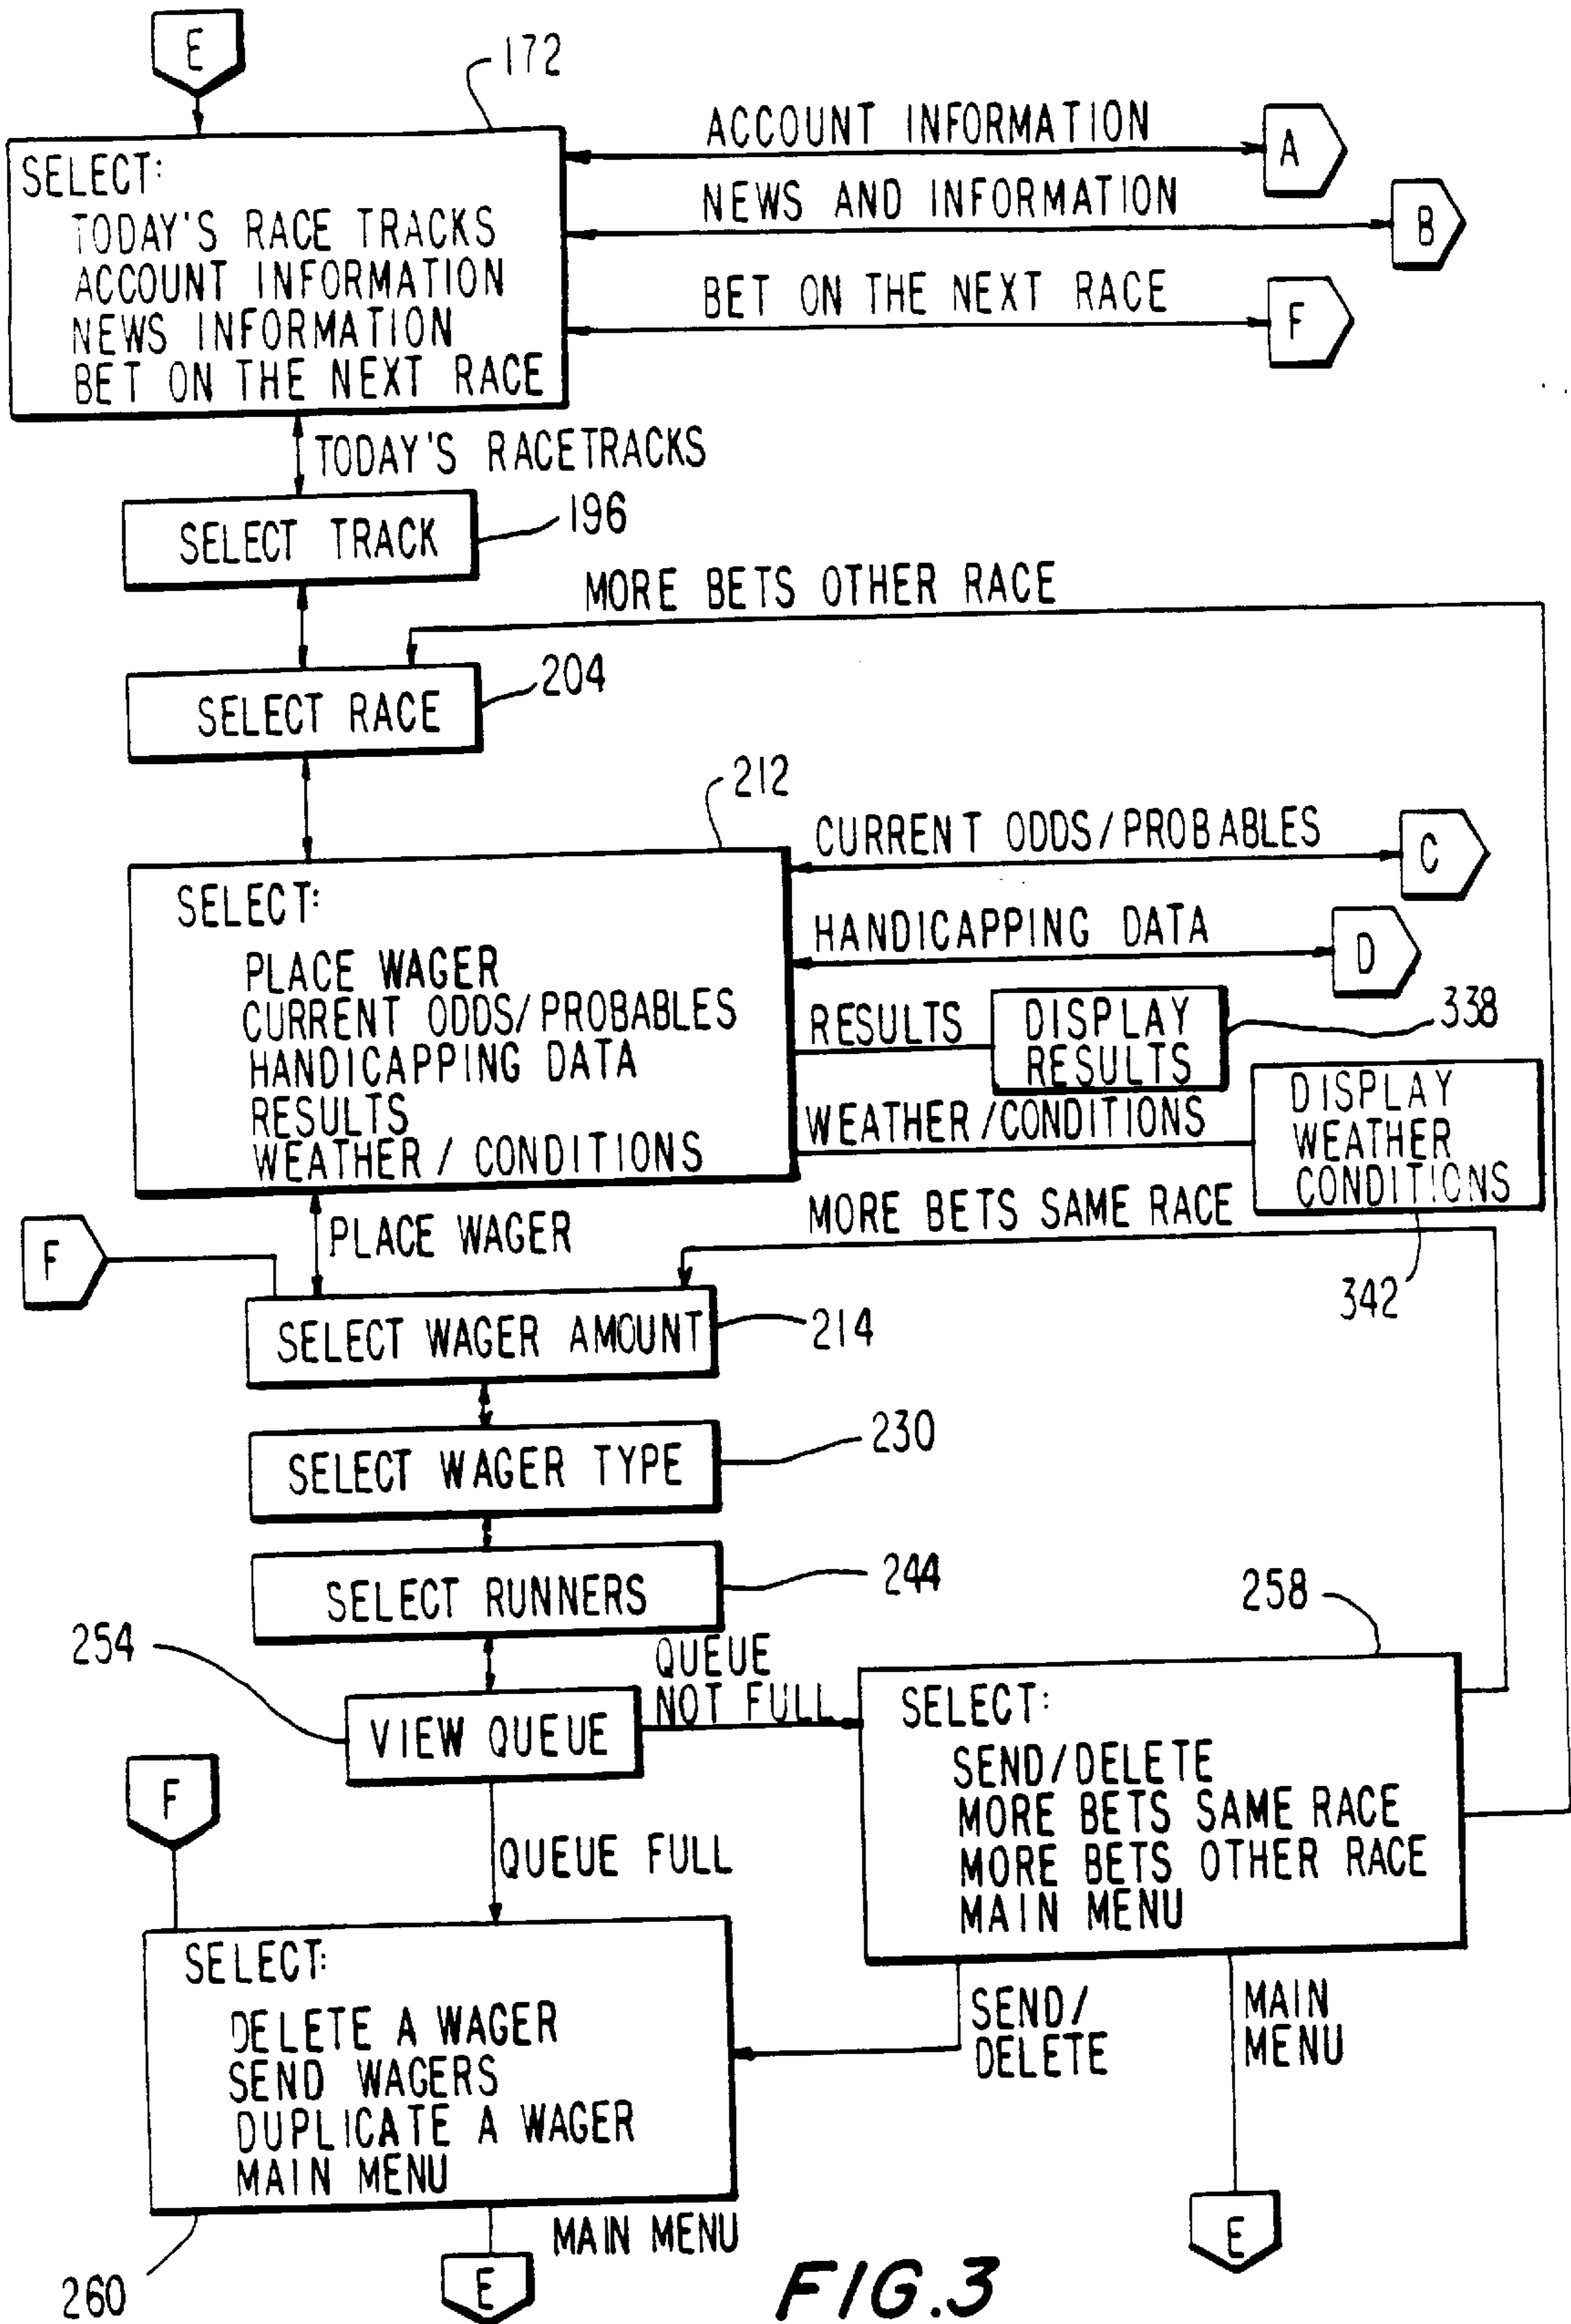 E
172
SELECT:
TODAY'S RACE TRACKS
ACCOUNT INFORMATION
NEWS INFORMATION
BET ON THE NEXT RACE
ACCOUNT INFORMATION
A
NEWS AND INFORMATION
B
BET ON THE NEXT RACE
F
TODAY'S RACETRACKS
SELECT TRACK
196
MORE BETS OTHER RACE
SELECT RACE
204
212
SELECT:
PLACE WAGER
CURRENT ODDS/PROBABLES
HANDICAPPING DATA
RESULTS
WEATHER / CONDITIONS
CURRENT ODDS/PROBABLES
C
HANDICAPPING DATA
D
RESULTS
DISPLAY
RESULTS
338
WEATHER/CONDITIONS
DISPLAY
WEATHER
CONDITIONS
342
MORE BETS SAME RACE
PLACE WAGER
F
SELECT WAGER AMOUNT
214
SELECT WAGER TYPE
230
SELECT RUNNERS
244
254
VIEW QUEUE
QUEUE
NOT FULL
258
SELECT:
SEND/DELETE
MORE BETS SAME RACE
MORE BETS OTHER RACE
MAIN MENU
F
QUEUE FULL
SELECT:
DELETE A WAGER
SEND WAGERS
DUPLICATE A WAGER
MAIN MENU
SEND/
DELETE
MAIN
MENU
260
MAIN MENU
E
E
FIG.3